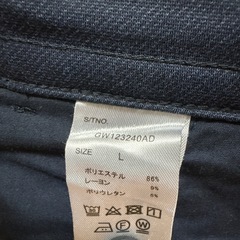 S/TNO.
GW123240AD
SIZE L
ポリエステル 86%
レーヨン 9%
ポリウレタン 5%